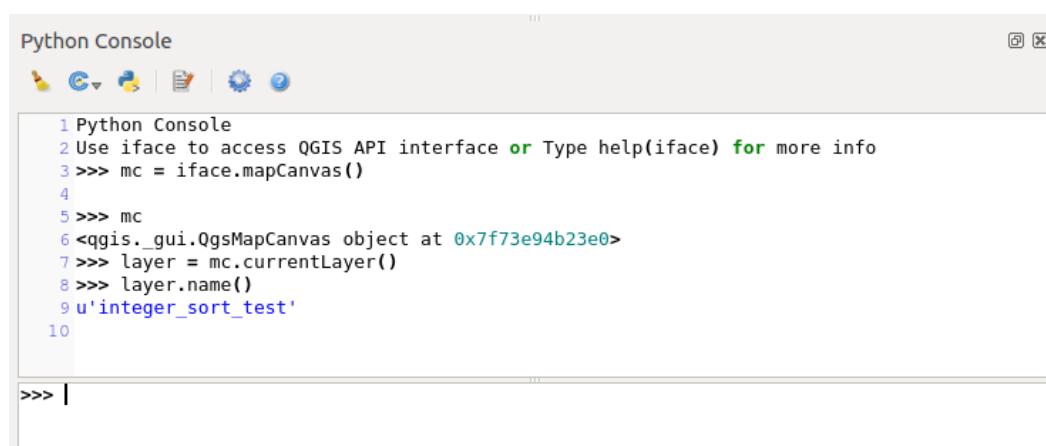 Python Console
1 Python Console
2 Use iface to access QGIS API interface or Type help(iface) for more info
3 >>> mc = iface.mapCanvas()
4
5 >>> mc
6 <qgis._gui.QgsMapCanvas object at 0x7f73e94b23e0>
7 >>> layer = mc.currentLayer()
8 >>> layer.name()
9 u'integer_sort_test'
10
>>>